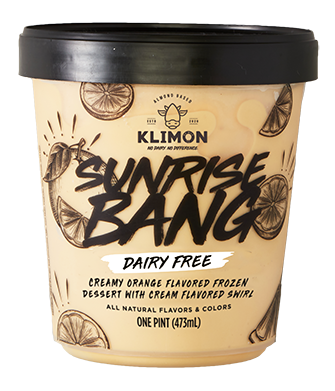 ALMOND BASED
ESTD 2020
KLIMON
NO DAIRY. NO DIFFERENCE.
SUNRISE
BANG
DAIRY FREE
CREAMY ORANGE FLAVORED FROZEN
DESSERT WITH CREAM FLAVORED SWIRL
ALL NATURAL FLAVORS & COLORS
ONE PINT (473mL)